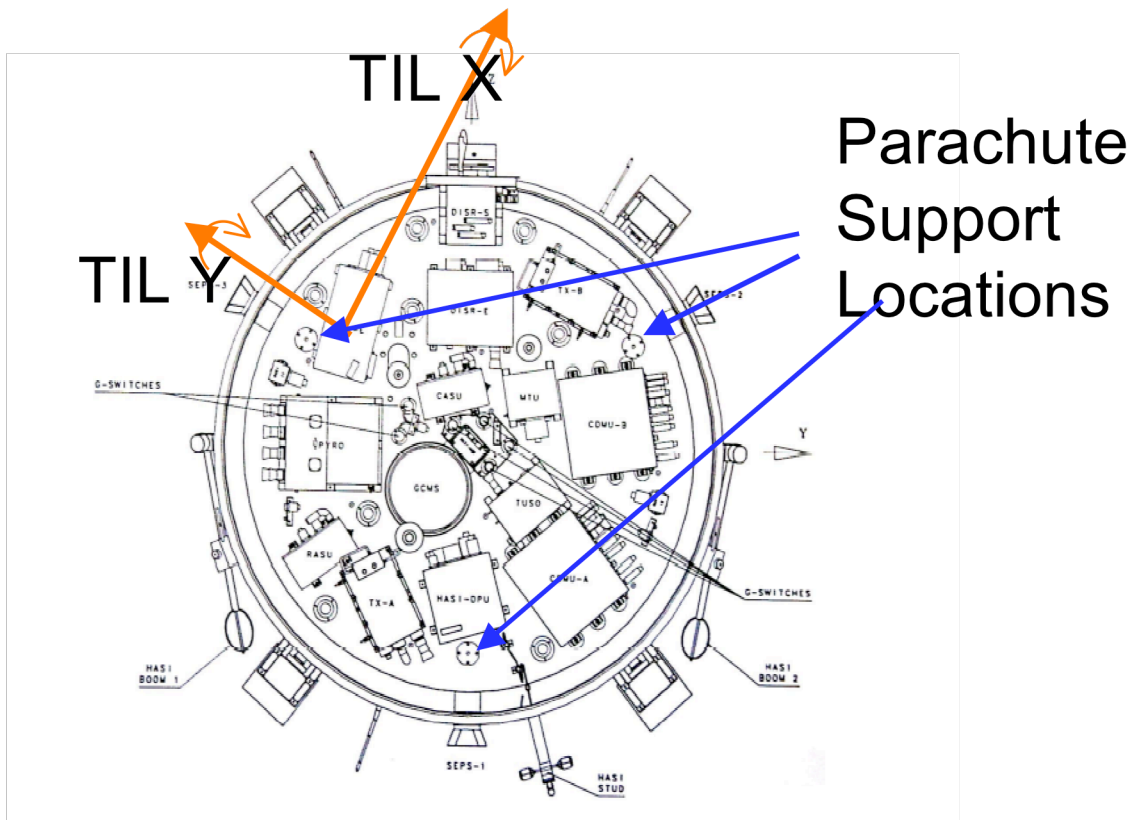 TIL X
Z
Parachute
Support
Locations
TIL Y
DISR-S
SEPS-3
SEPS-2
TX-B
DISR-E
G-SWITCHES
CASU
MTU
CDMU-B
Y
PYRO
GCMS
TUSO
RASU
CDMU-A
TX-A
HASI-DPU
G-SWITCHES
HASI
BOOM 1
HASI
BOOM 2
SEPS-1
HASI
STUD